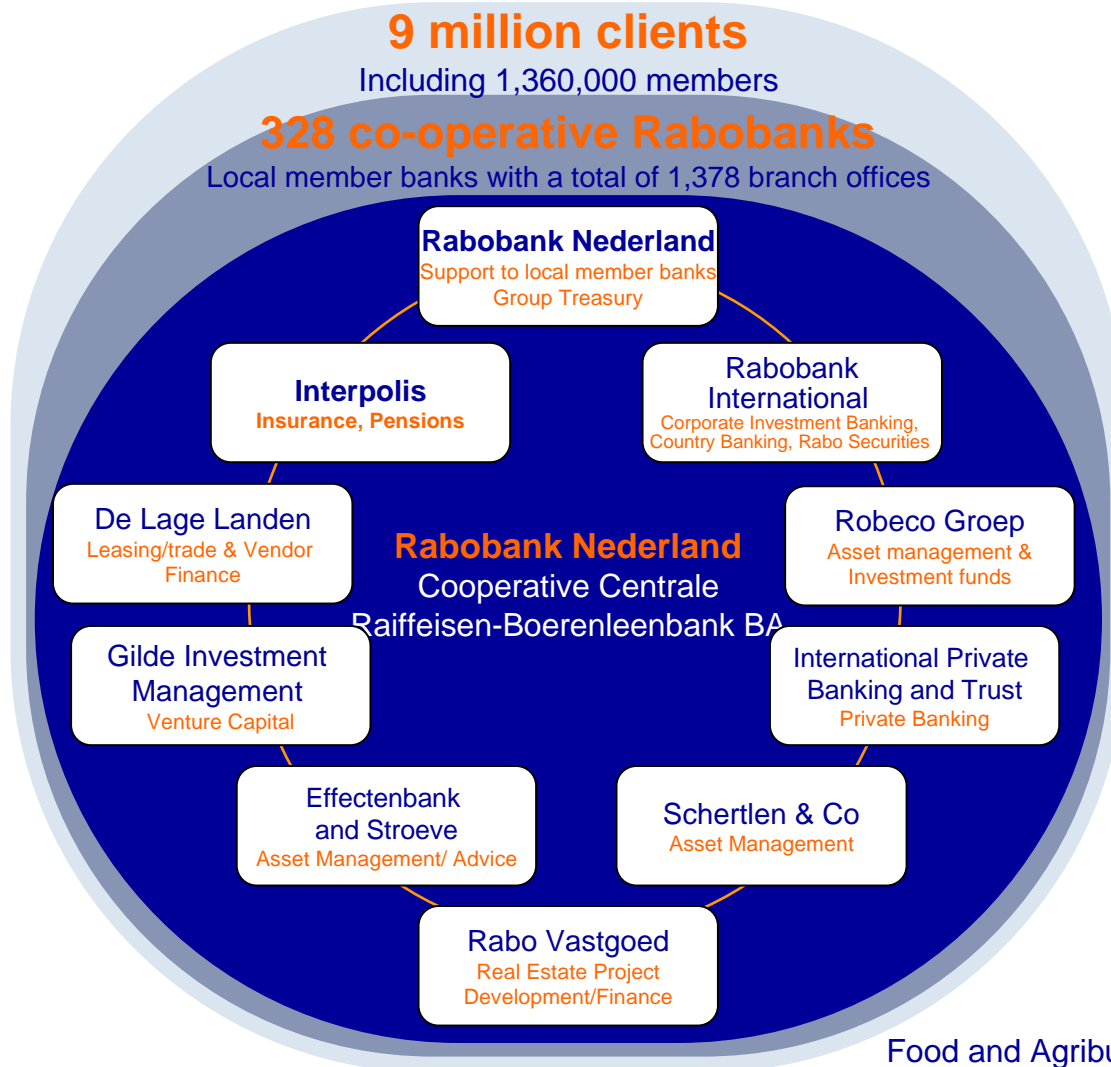 9 million clients
Including 1,360,000 members
328 co-operative Rabobanks
Local member banks with a total of 1,378 branch offices
Rabobank Nederland
Support to local member banks
Group Treasury
Interpolis
Insurance, Pensions
Rabobank
International
Corporate Investment Banking,
Country Banking, Rabo Securities
De Lage Landen
Leasing/trade & Vendor
Finance
Rabobank Nederland
Cooperative Centrale
Raiffeisen-Boerenleenbank BA
Robeco Groep
Asset management &
Investment funds
Gilde Investment
Management
Venture Capital
International Private
Banking and Trust
Private Banking
Effectenbank
and Stroeve
Asset Management/ Advice
Schertlen & Co
Asset Management
Rabo Vastgoed
Real Estate Project
Development/Finance
Food and